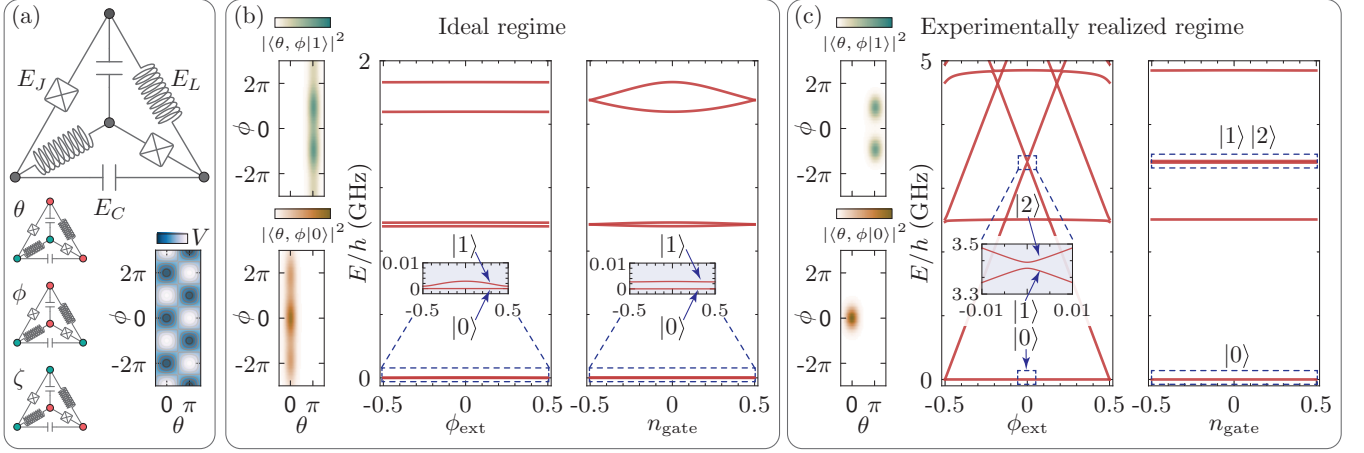 (a)
E_J
E_L
E_C
θ
ϕ
ζ
V
2π
0
-2π
ϕ
0 π
θ
(b)
Ideal regime
|⟨θ, ϕ|1⟩|²
2π
0
-2π
ϕ
|⟨θ, ϕ|0⟩|²
2π
0
-2π
ϕ
0 π
θ
E/h (GHz)
2
0
|1⟩
0.01
0
-0.5 0.5
|0⟩
-0.5 0 0.5
ϕ_ext
|1⟩
0.01
0
-0.5 0.5
|0⟩
-0.5 0 0.5
n_gate
(c)
Experimentally realized regime
|⟨θ, ϕ|1⟩|²
2π
0
-2π
ϕ
|⟨θ, ϕ|0⟩|²
2π
0
-2π
ϕ
0 π
θ
E/h (GHz)
5
0
|2⟩
3.5
3.3
-0.01 0.01
|1⟩
|0⟩
-0.5 0 0.5
ϕ_ext
|1⟩ |2⟩
|0⟩
-0.5 0 0.5
n_gate